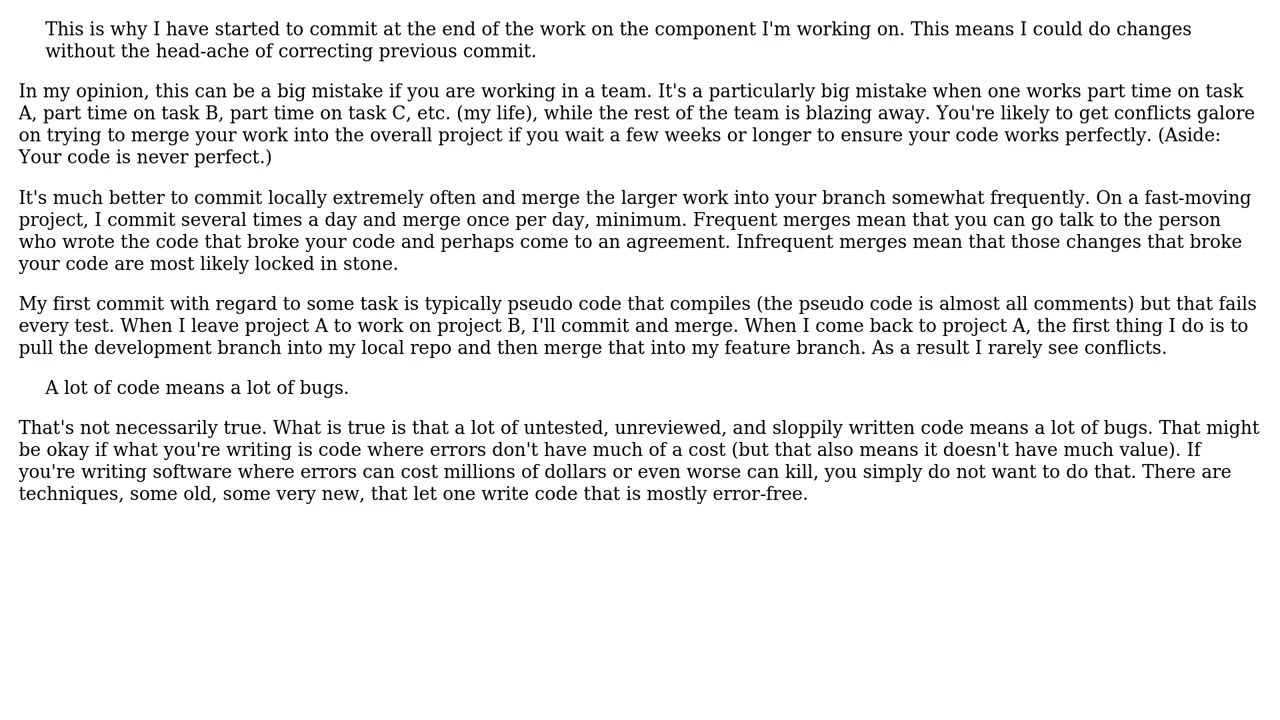 This is why I have started to commit at the end of the work on the component I'm working on. This means I could do changes
without the head-ache of correcting previous commit.
In my opinion, this can be a big mistake if you are working in a team. It's a particularly big mistake when one works part time on task
A, part time on task B, part time on task C, etc. (my life), while the rest of the team is blazing away. You're likely to get conflicts galore
on trying to merge your work into the overall project if you wait a few weeks or longer to ensure your code works perfectly. (Aside:
Your code is never perfect.)
It's much better to commit locally extremely often and merge the larger work into your branch somewhat frequently. On a fast-moving
project, I commit several times a day and merge once per day, minimum. Frequent merges mean that you can go talk to the person
who wrote the code that broke your code and perhaps come to an agreement. Infrequent merges mean that those changes that broke
your code are most likely locked in stone.
My first commit with regard to some task is typically pseudo code that compiles (the pseudo code is almost all comments) but that fails
every test. When I leave project A to work on project B, I'll commit and merge. When I come back to project A, the first thing I do is to
pull the development branch into my local repo and then merge that into my feature branch. As a result I rarely see conflicts.
A lot of code means a lot of bugs.
That's not necessarily true. What is true is that a lot of untested, unreviewed, and sloppily written code means a lot of bugs. That might
be okay if what you're writing is code where errors don't have much of a cost (but that also means it doesn't have much value). If
you're writing software where errors can cost millions of dollars or even worse can kill, you simply do not want to do that. There are
techniques, some old, some very new, that let one write code that is mostly error-free.